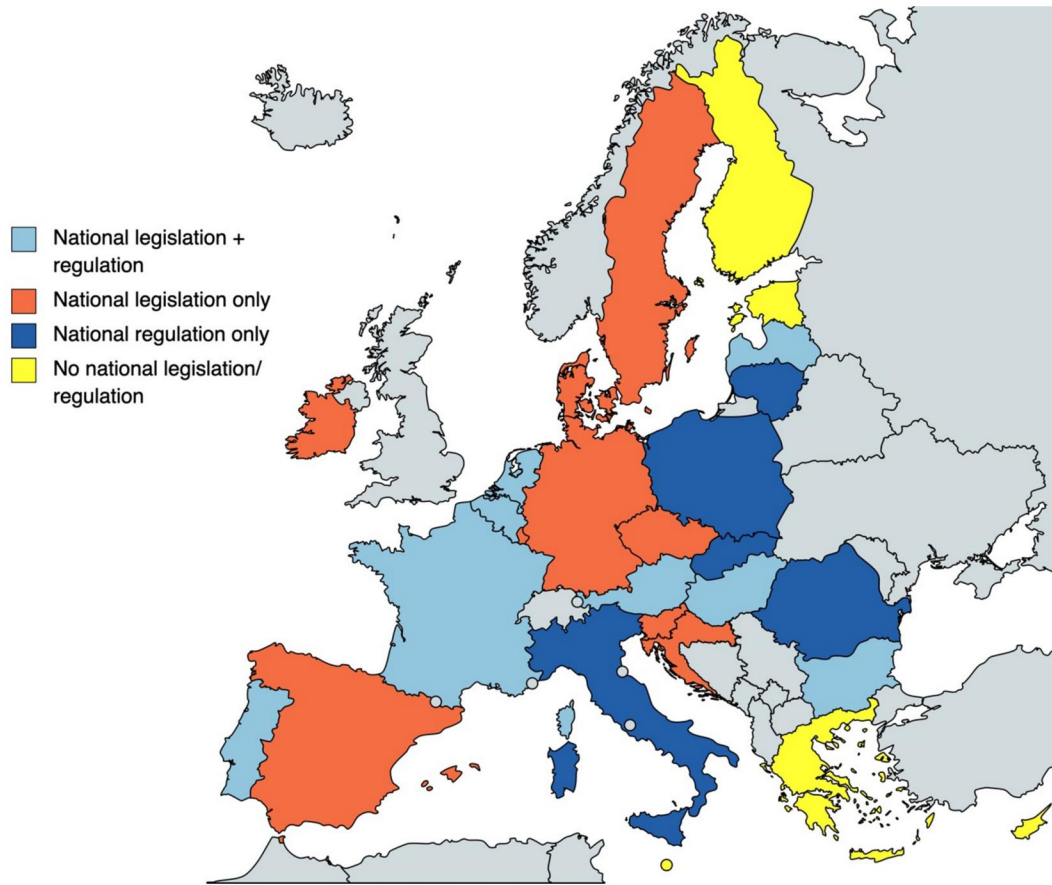 National legislation +
regulation
National legislation only
National regulation only
No national legislation/
regulation